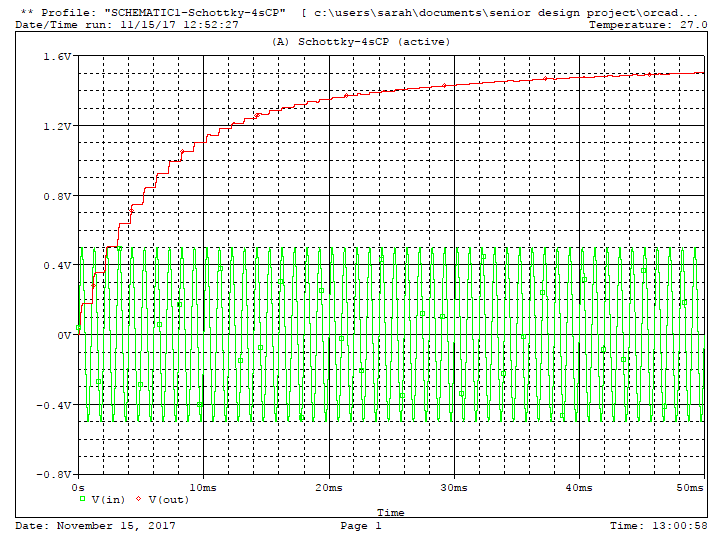 ** Profile: "SCHEMATIC1-Schottky-4sCP"  [ c:\users\sarah\documents\senior design project\orcad...
Date/Time run: 11/15/17 12:52:27
Temperature: 27.0
(A) Schottky-4sCP (active)
1.6V
1.2V
0.8V
0.4V
0V
-0.4V
-0.8V
0s
10ms
20ms
30ms
40ms
50ms
V(in)
V(out)
Time
Date: November 15, 2017
Page 1
Time: 13:00:58